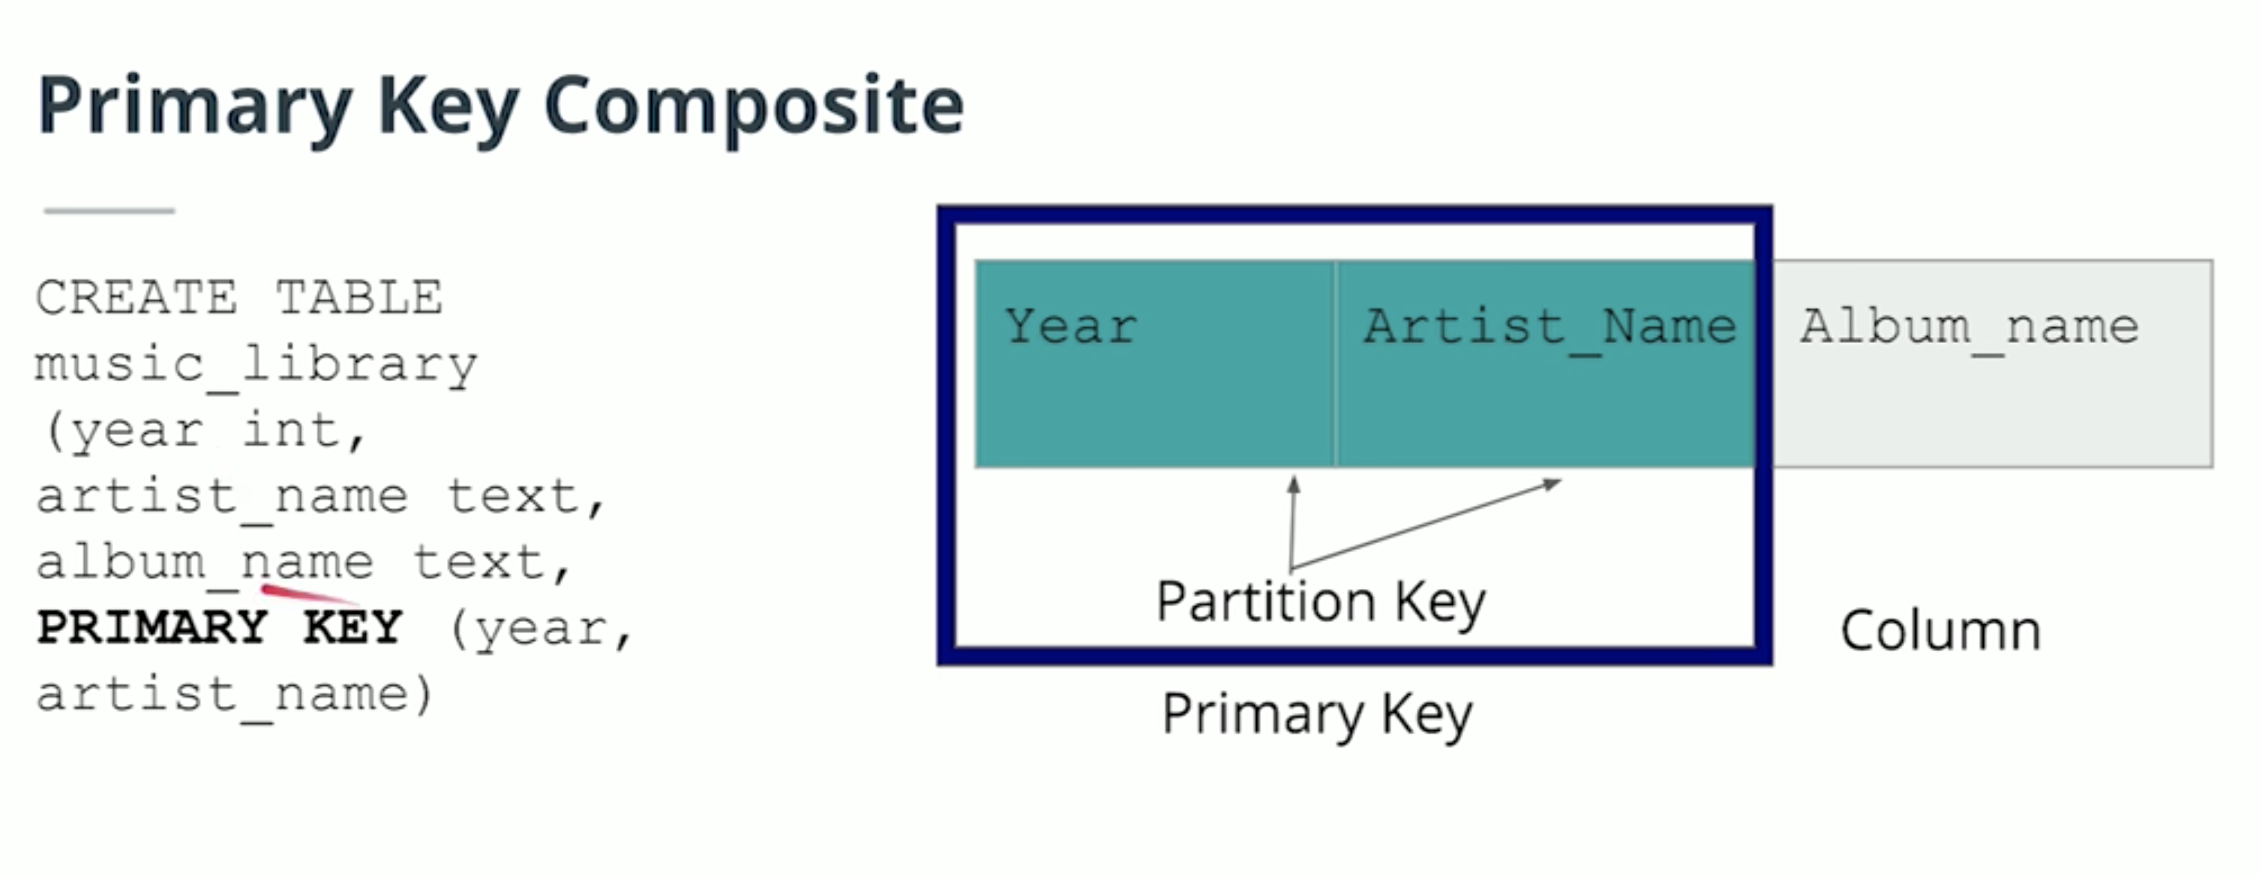 Primary Key Composite
CREATE TABLE
music_library
(year int,
artist_name text,
album_name text,
PRIMARY KEY (year,
artist_name)
Year
Artist_Name
Album_name
Partition Key
Column
Primary Key